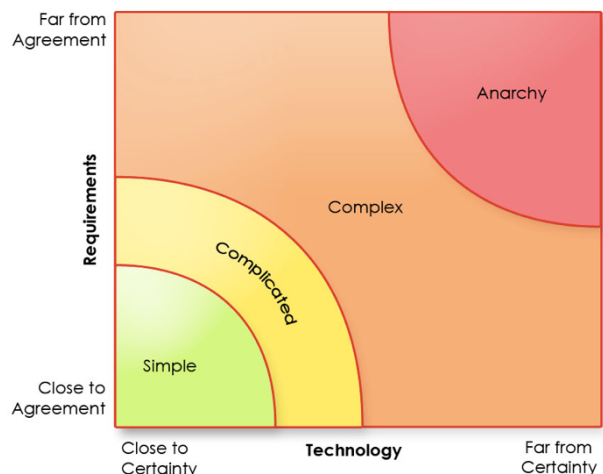 Far from
Agreement
Anarchy
Requirements
Complex
Complicated
Simple
Close to
Agreement
Close to
Certainty
Technology
Far from
Certainty